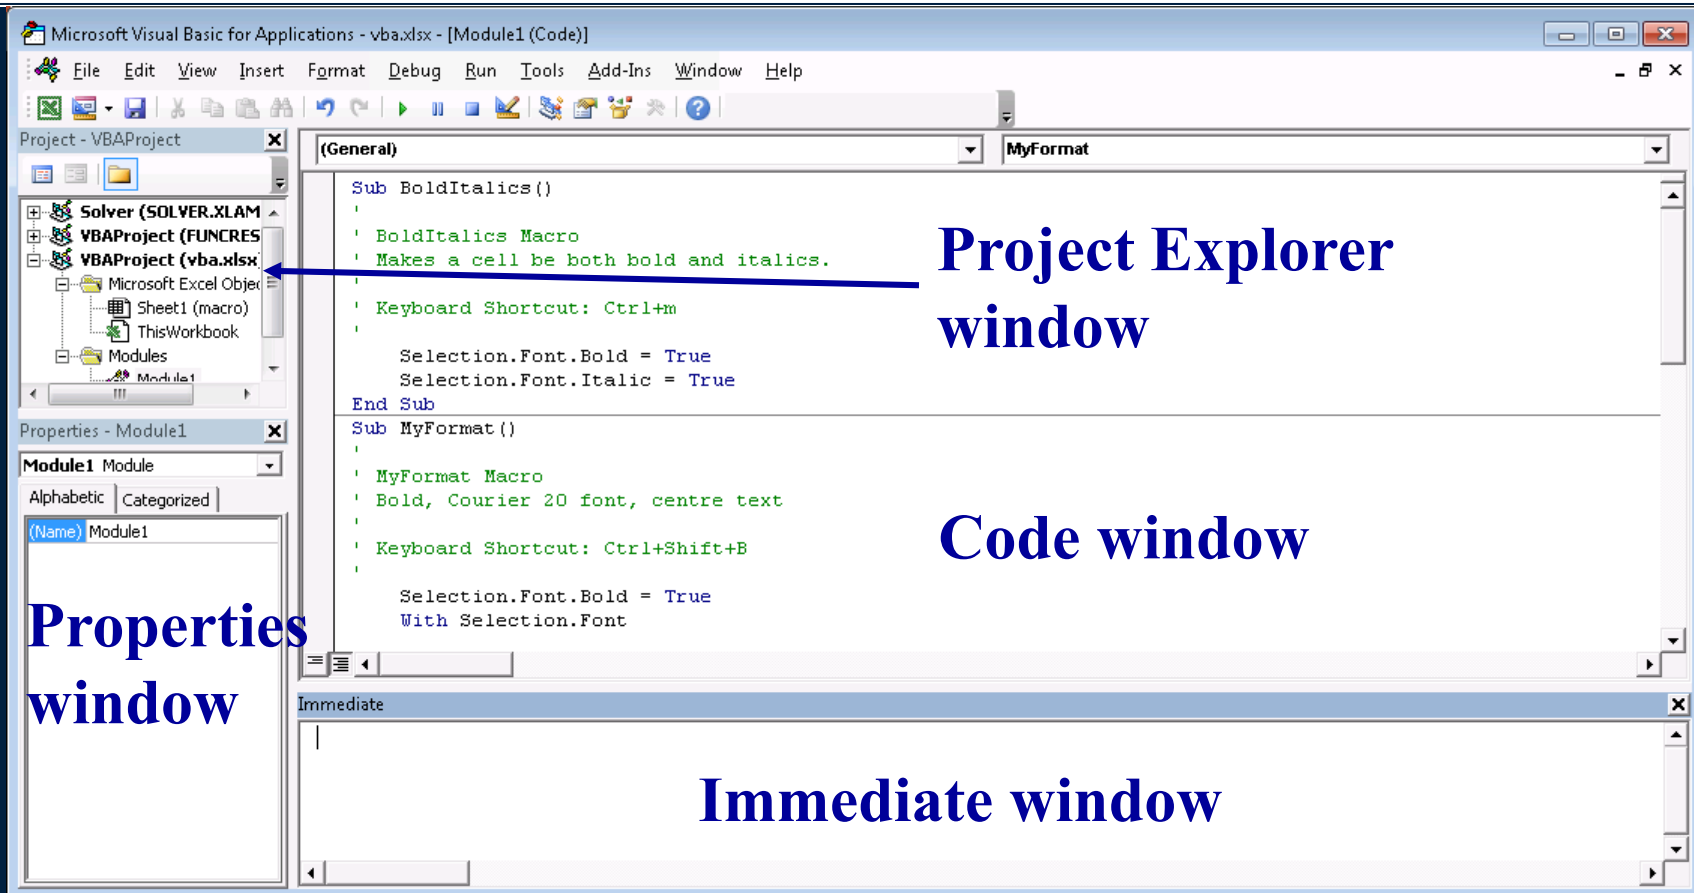 Microsoft Visual Basic for Applications - vba.xlsx - [Module1 (Code)]
File Edit View Insert Format Debug Run Tools Add-Ins Window Help
Project - VBAProject
Solver (SOLVER.XLAM
VBAProject (FUNCRES
VBAProject (vba.xlsx
Microsoft Excel Objec
Sheet1 (macro)
ThisWorkbook
Modules
Module1
Properties - Module1
Module1 Module
Alphabetic Categorized
(Name) Module1
Properties
window
(General) MyFormat
Sub BoldItalics()
'
' BoldItalics Macro
' Makes a cell be both bold and italics.
'
' Keyboard Shortcut: Ctrl+m
'
Selection.Font.Bold = True
Selection.Font.Italic = True
End Sub
Sub MyFormat()
'
' MyFormat Macro
' Bold, Courier 20 font, centre text
'
' Keyboard Shortcut: Ctrl+Shift+B
'
Selection.Font.Bold = True
With Selection.Font
Project Explorer
window
Code window
Immediate
Immediate window